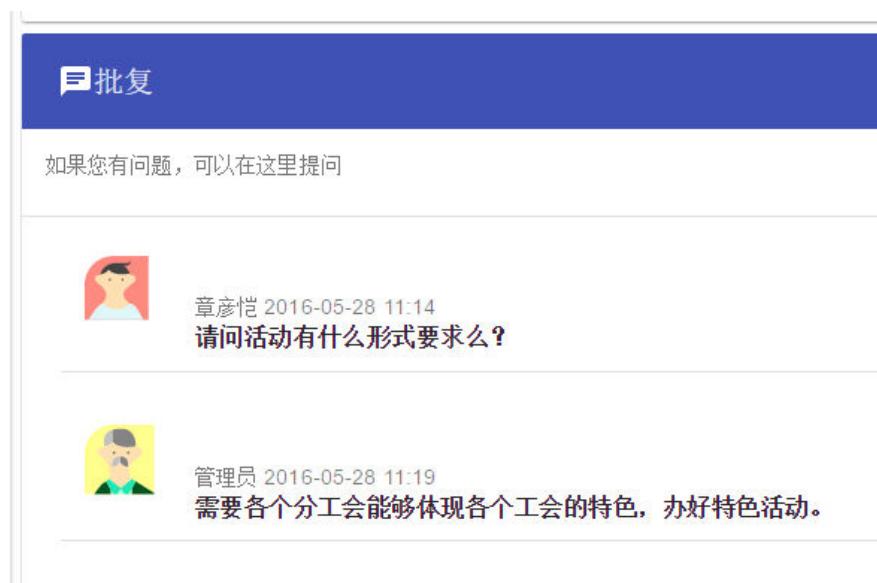 批复
如果您有问题，可以在这里提问
章彦恺 2016-05-28 11:14
请问活动有什么形式要求么？
管理员 2016-05-28 11:19
需要各个分工会能够体现各个工会的特色，办好特色活动。